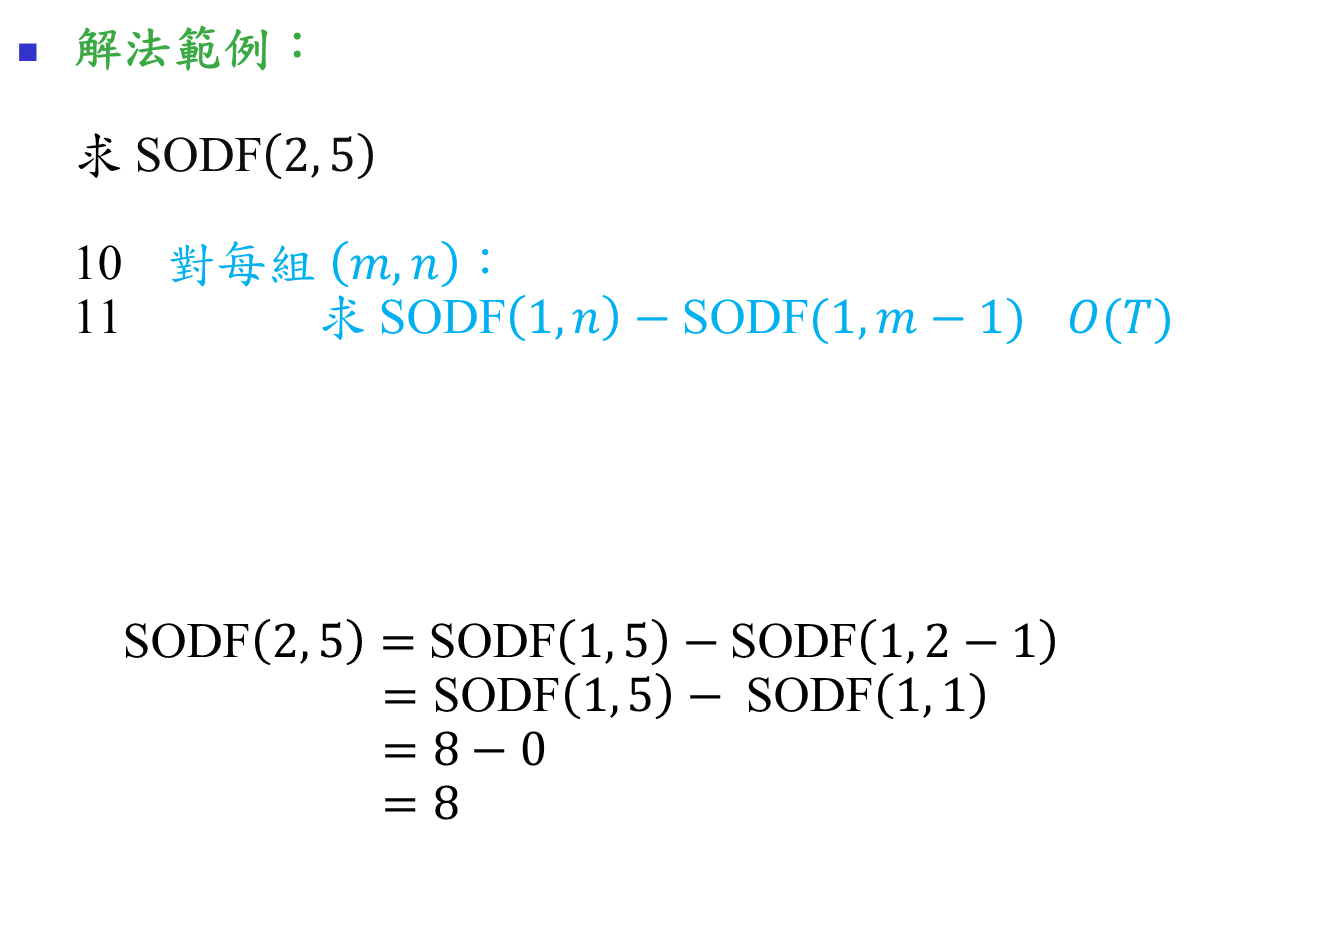 解法範例：
求 SODF(2, 5)
10 對每組 (m, n)：
11 求 SODF(1, n) − SODF(1, m − 1) O(T)
SODF(2, 5) = SODF(1, 5) − SODF(1, 2 − 1)
= SODF(1, 5) − SODF(1, 1)
= 8 − 0
= 8